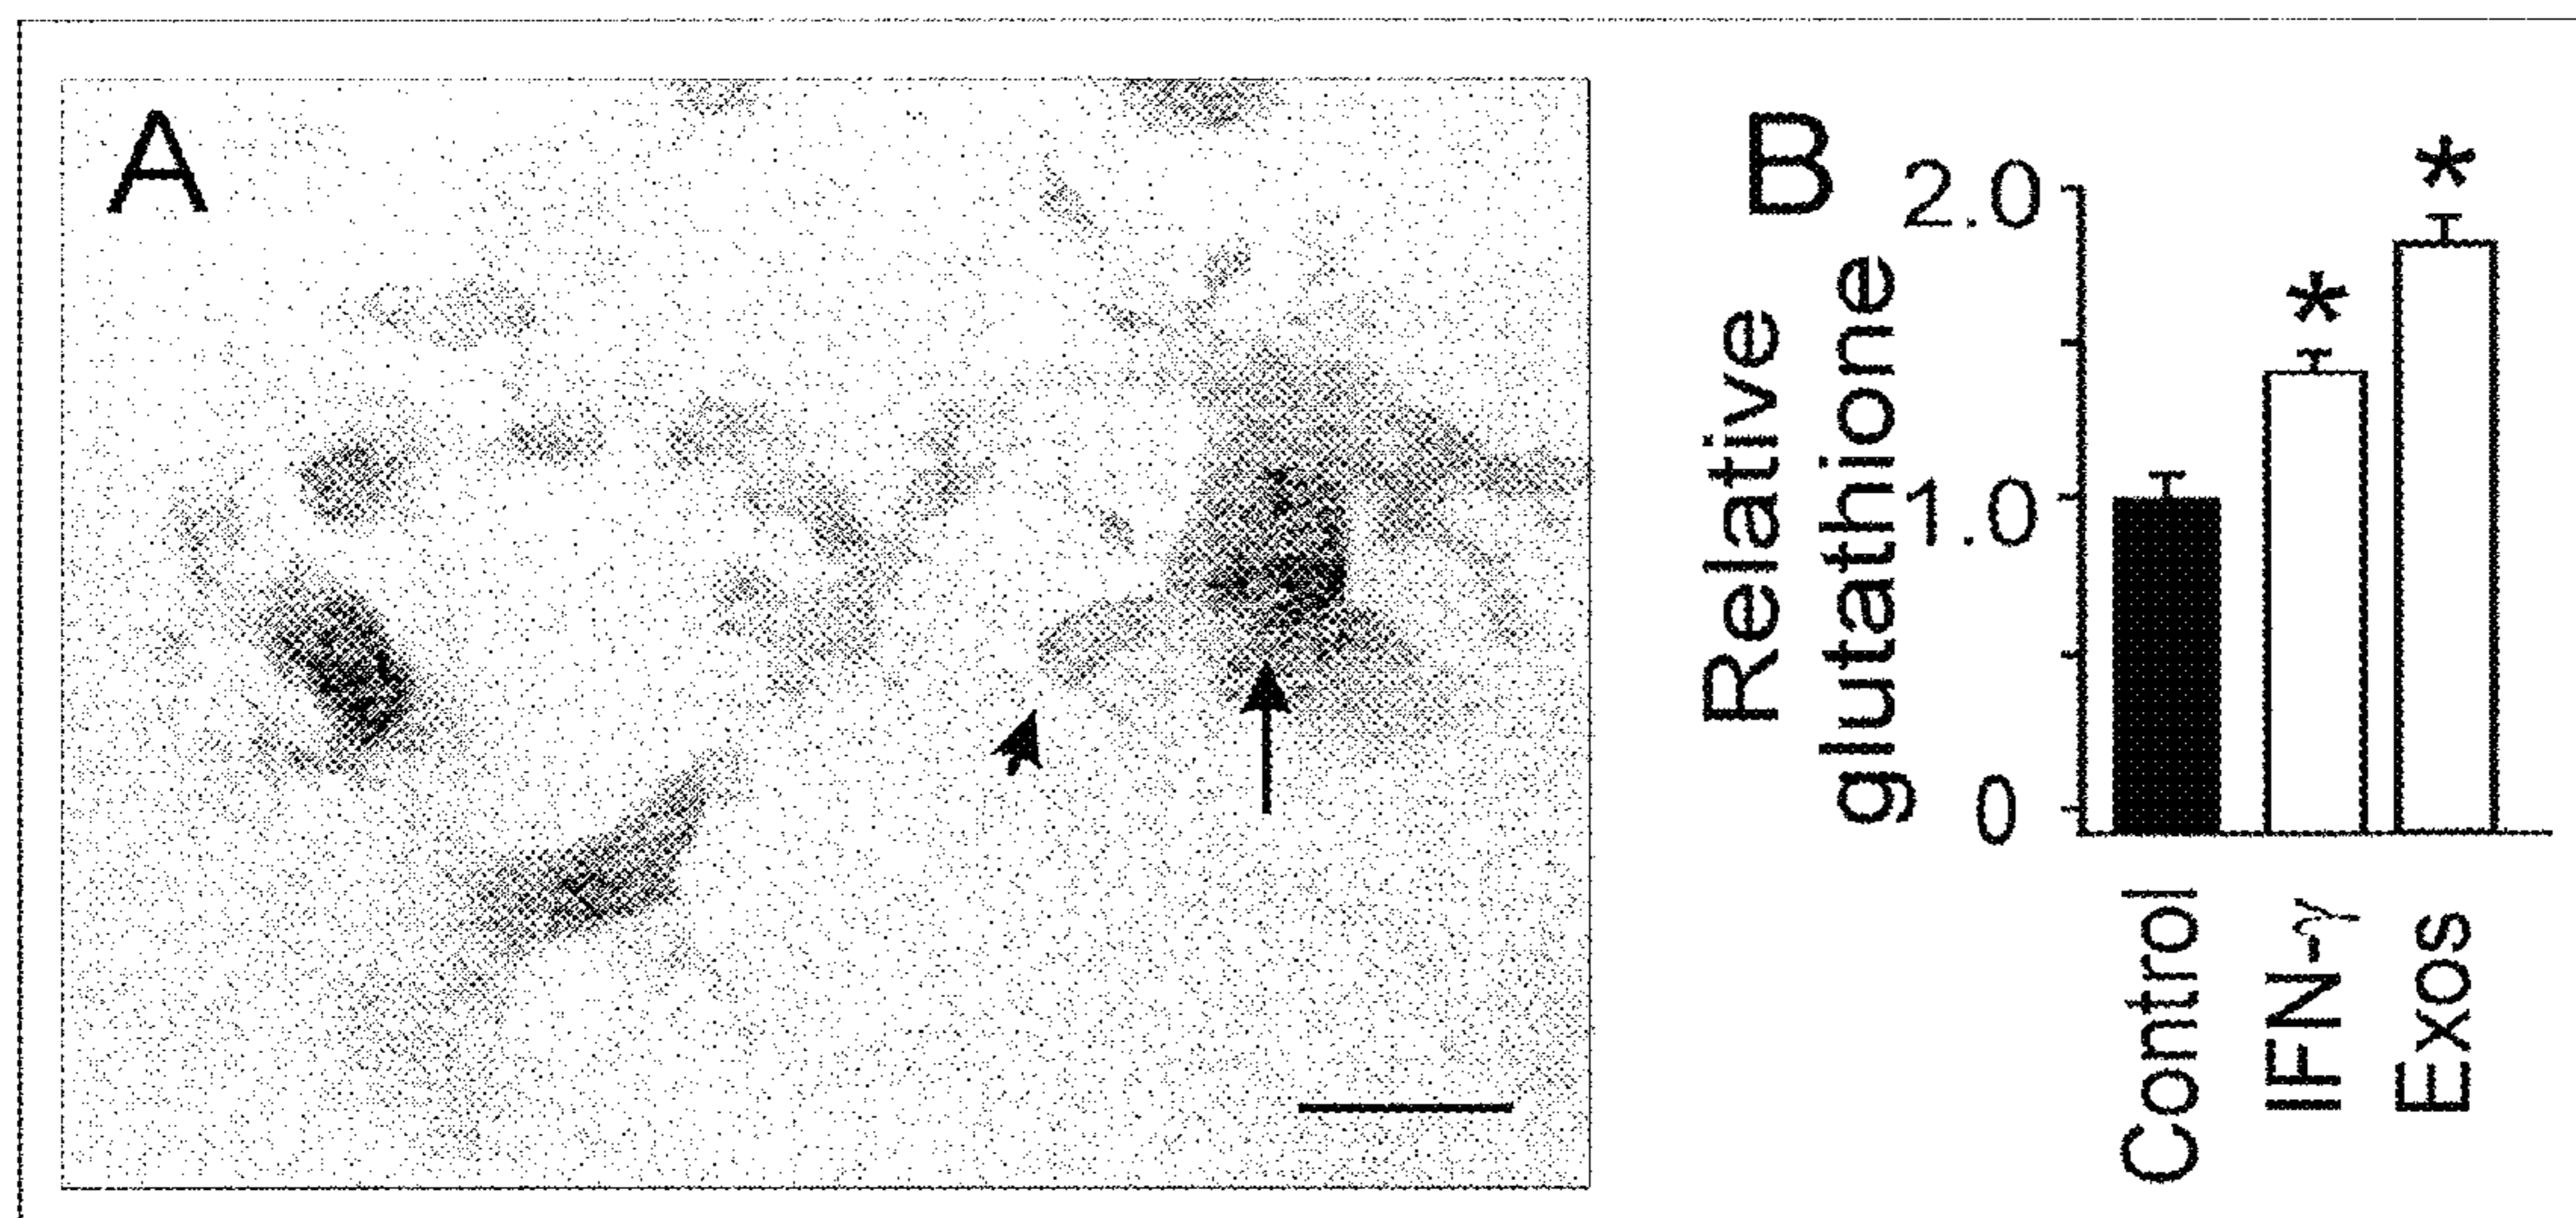 A
B
Relative
glutathione
2.0
1.0
0
*
*
Control
IFN-γ
Exos